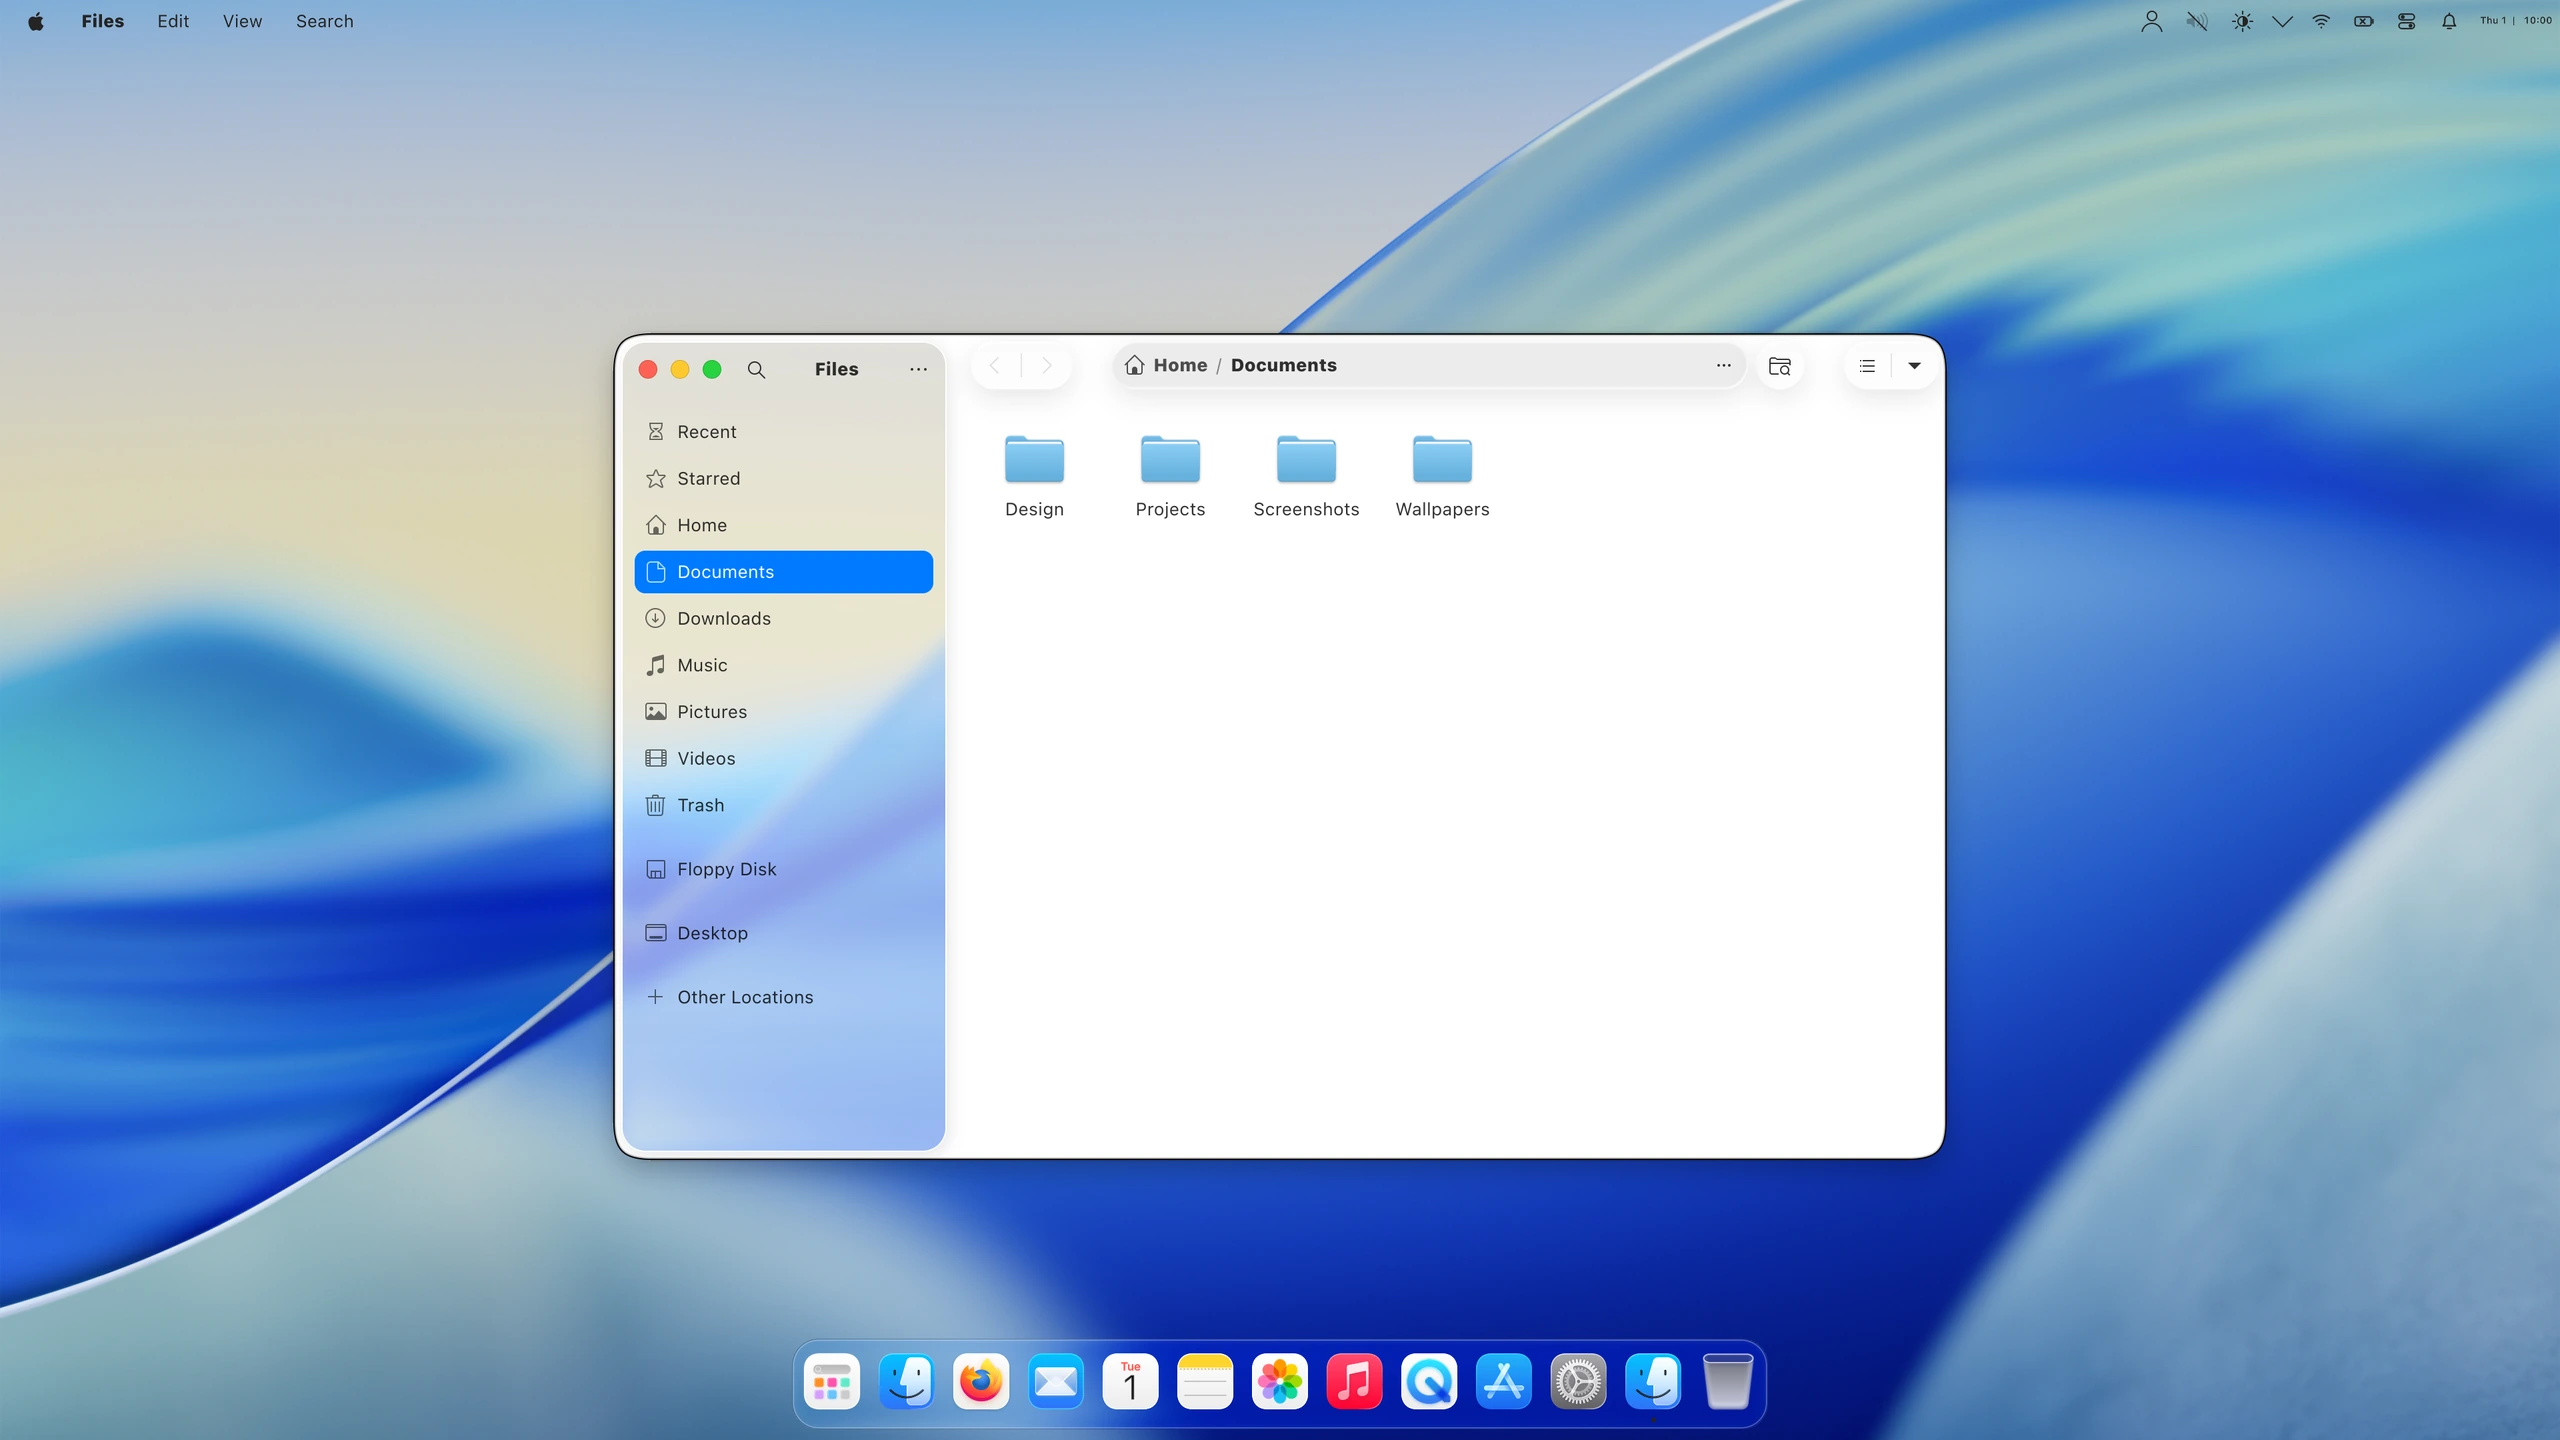 Files Edit View Search
Thu 1 | 10:00
Files
Home / Documents
Recent
Starred
Home
Documents
Downloads
Music
Pictures
Videos
Trash
Floppy Disk
Desktop
Other Locations
Design Projects Screenshots Wallpapers
Tue
1